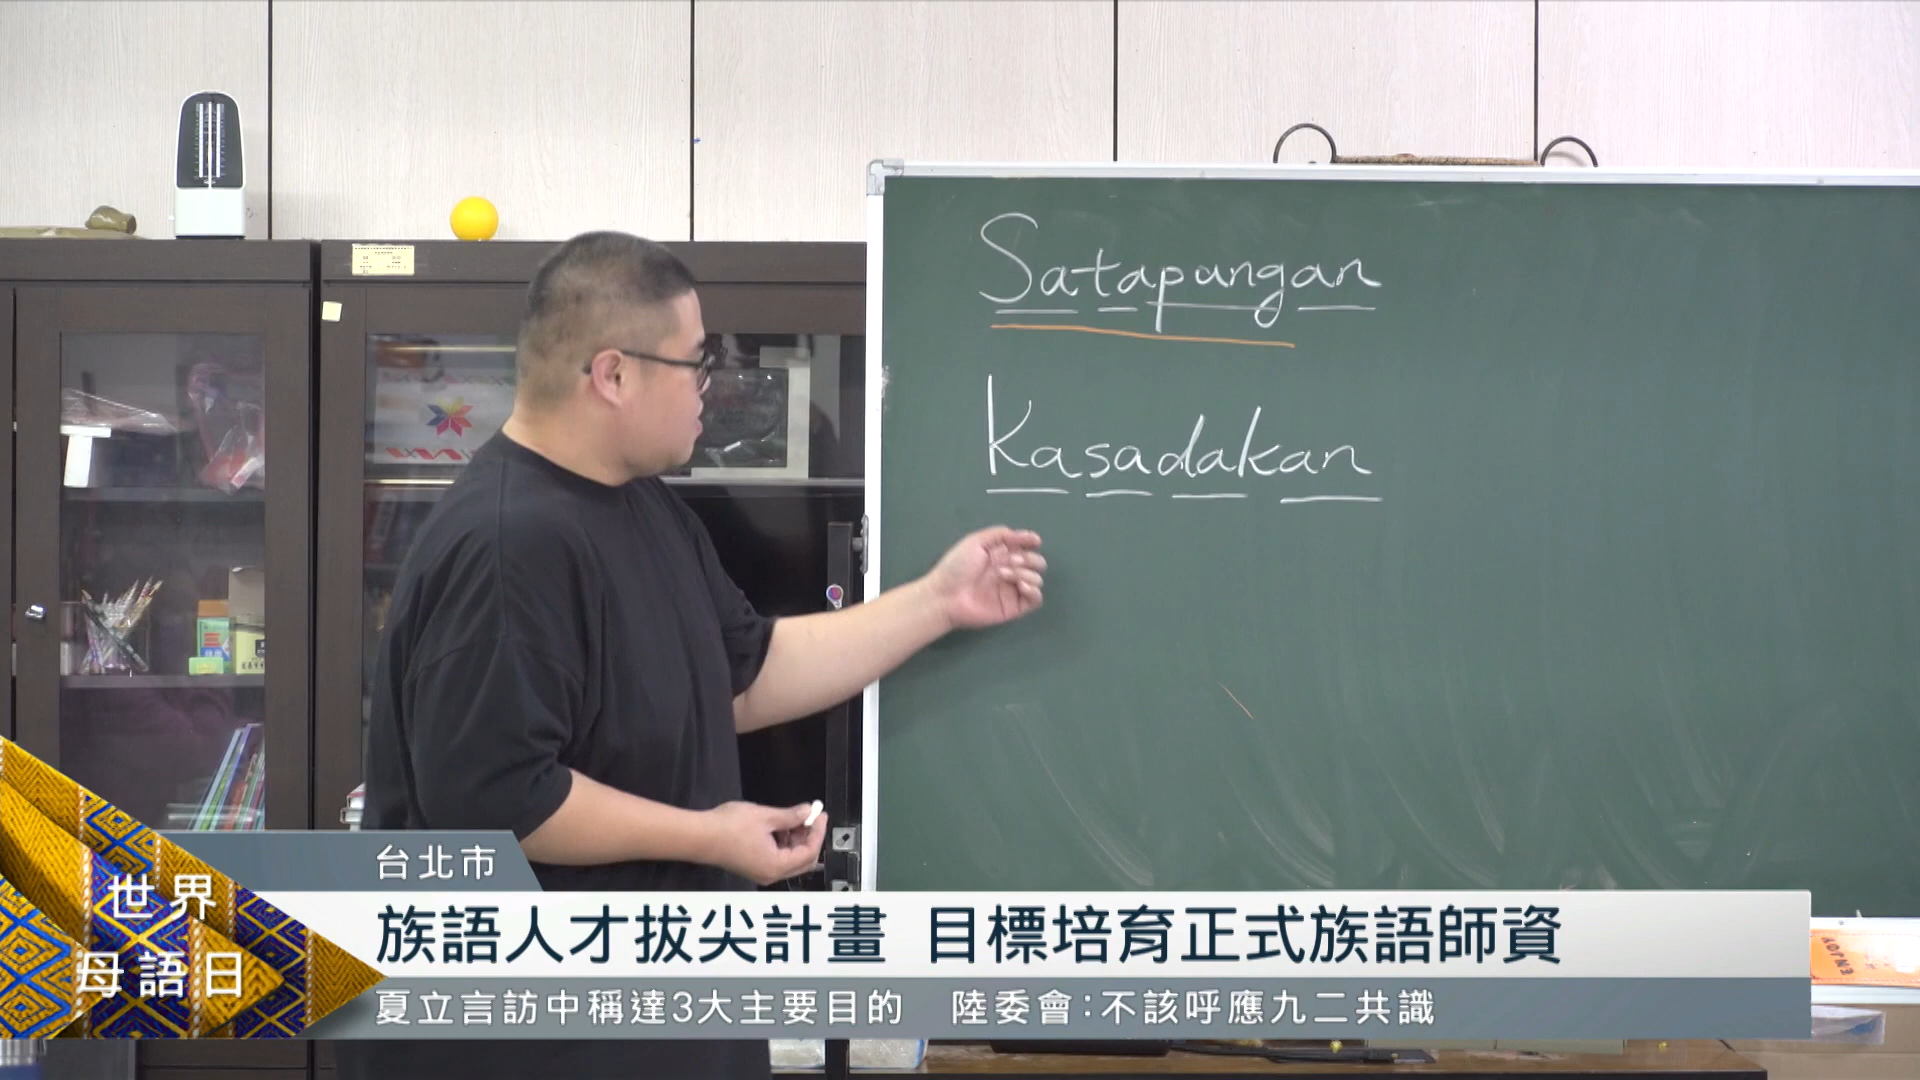 Satapangan
Kasadakan
台北市
世界
母語日
族語人才拔尖計畫 目標培育正式族語師資
夏立言訪中稱達3大主要目的 陸委會:不該呼應九二共識
ENJOY